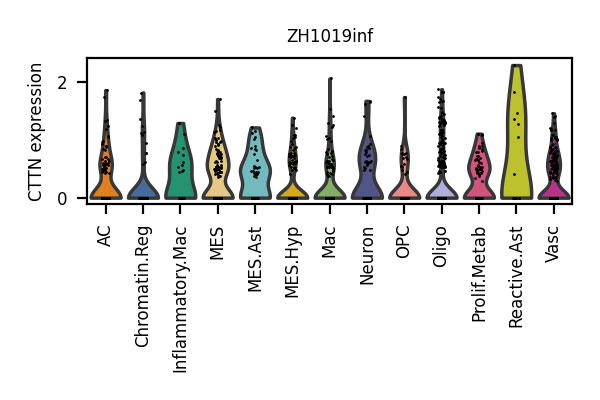 ZH1019inf
CTTN expression
2
0
AC
Chromatin.Reg
Inflammatory.Mac
MES
MES.Ast
MES.Hyp
Mac
Neuron
OPC
Oligo
Prolif.Metab
Reactive.Ast
Vasc